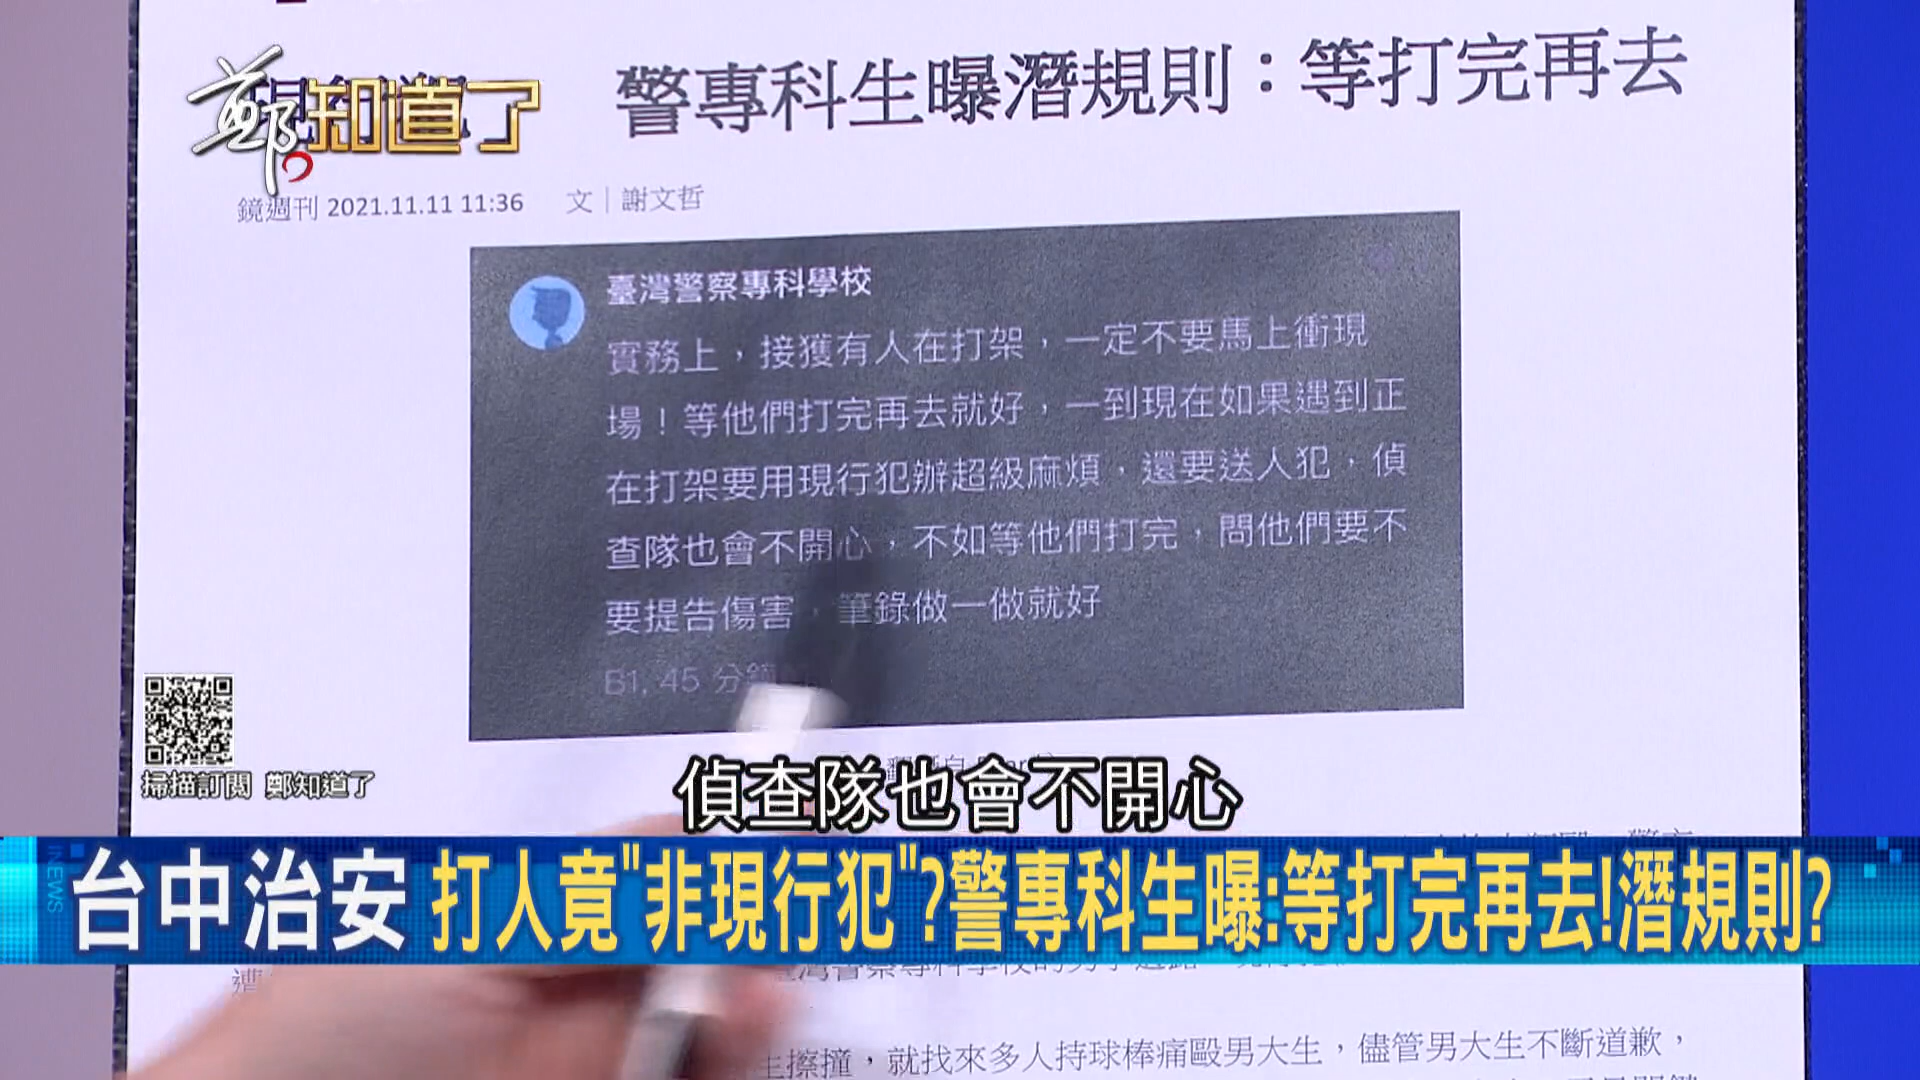 警專科生曝潛規則：等打完再去
鄭知道了
鏡週刊 2021.11.11 11:36 文｜謝文哲
臺灣警察專科學校
實務上，接獲有人在打架，一定不要馬上衝現
場！等他們打完再去就好，一到現在如果遇到正
在打架要用現行犯辦超級麻煩，還要送人犯，偵
查隊也會不開心，不如等他們打完，問他們要不
要提告傷害，筆錄做一做就好
B1, 45 分鐘
掃描訂閱 鄭知道了
偵查隊也會不開心
NEWS
台中治安 打人竟"非現行犯"?警專科生曝:等打完再去!潛規則?
擦撞，就找來多人持球棒痛毆男大生，儘管男大生不斷道歉，